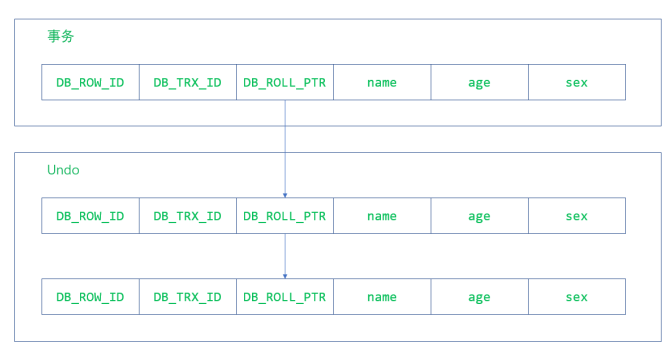 事务
DB_ROW_ID DB_TRX_ID DB_ROLL_PTR name age sex
Undo
DB_ROW_ID DB_TRX_ID DB_ROLL_PTR name age sex
DB_ROW_ID DB_TRX_ID DB_ROLL_PTR name age sex